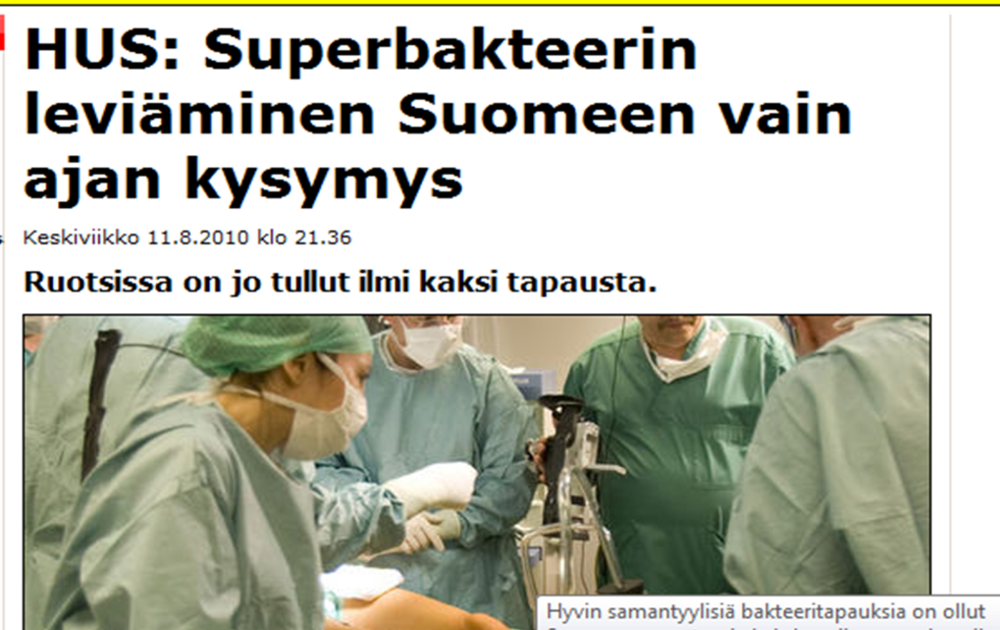 HUS: Superbakteerin
leviäminen Suomeen vain
ajan kysymys
Keskiviikko 11.8.2010 klo 21.36
Ruotsissa on jo tullut ilmi kaksi tapausta.
Hyvin samantyylisiä bakteeritapauksia on ollut